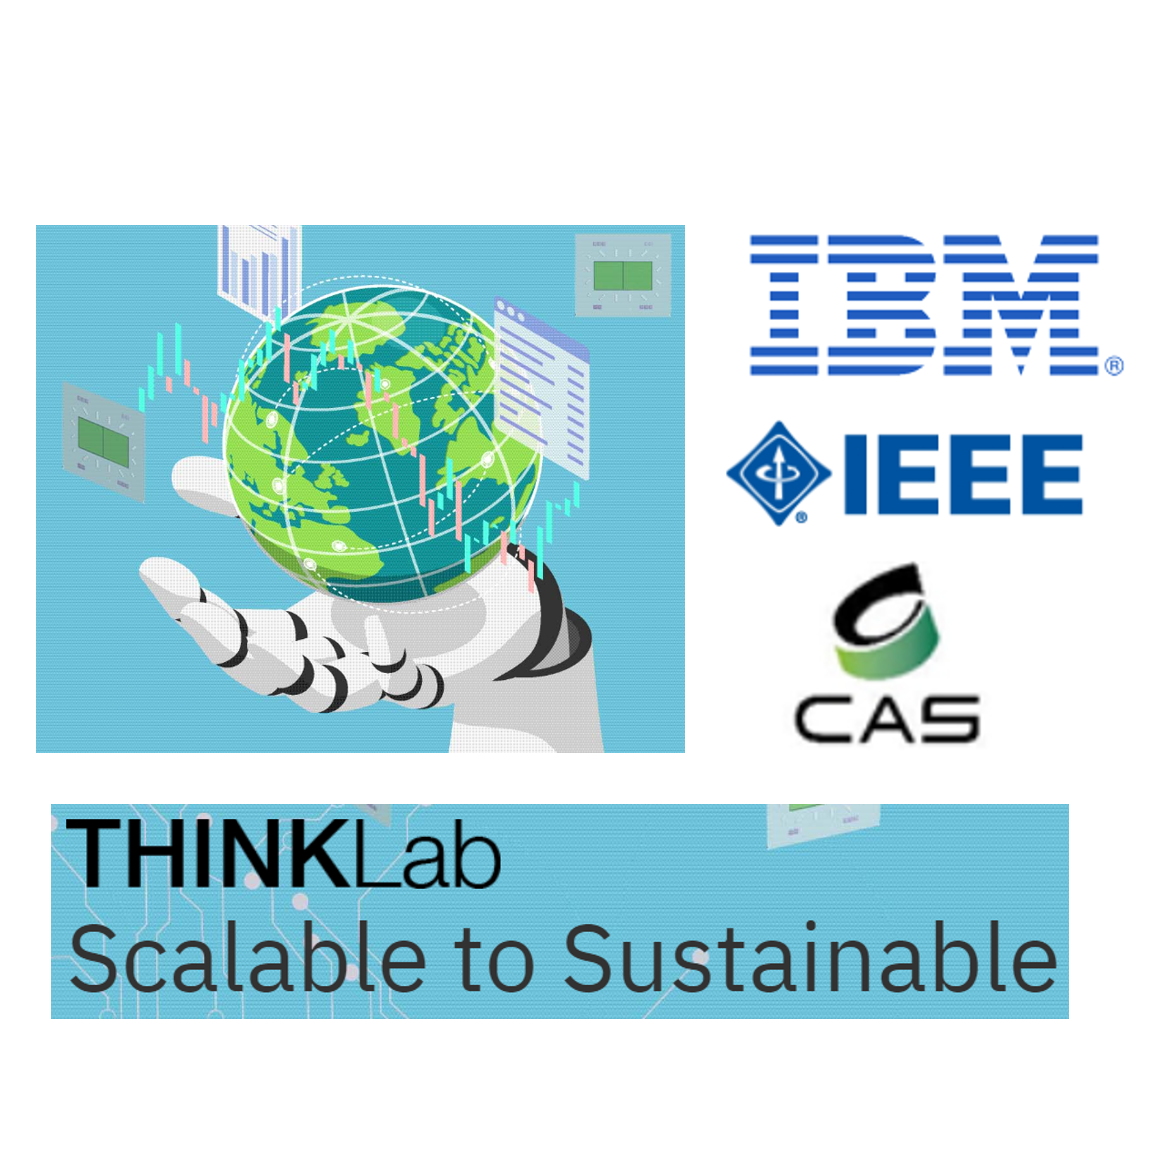 IBM®
IEEE
®
CAS
THINKLab
Scalable to Sustainable